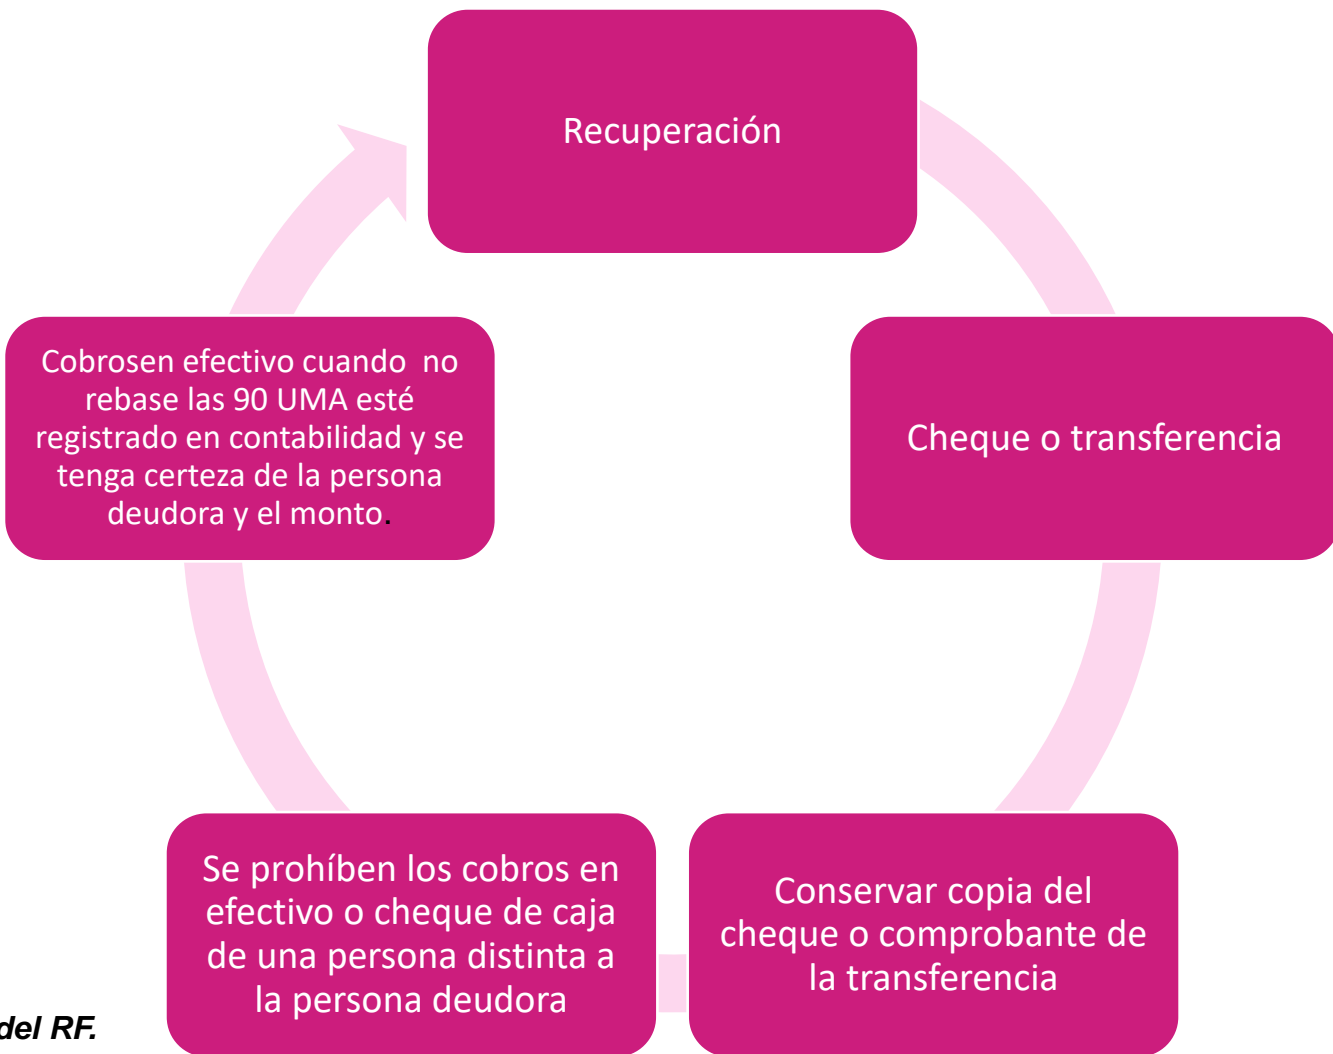 Recuperación
Cheque o transferencia
Conservar copia del
cheque o comprobante de
la transferencia
Se prohíben los cobros en
efectivo o cheque de caja
de una persona distinta a
la persona deudora
Cobrosen efectivo cuando no
rebase las 90 UMA esté
registrado en contabilidad y se
tenga certeza de la persona
deudora y el monto.
del RF.